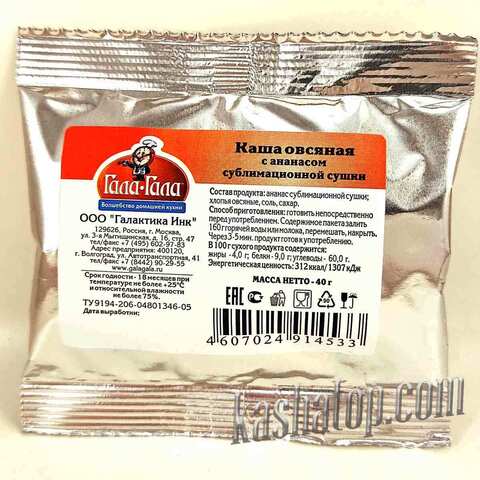 Гала-Гала
Волшебство домашней кухни
ООО "Галактика Инк"
129626, Россия, г. Москва,
ул. 3-я Мытищинская, д. 16, стр. 47
тел/факс +7 (495) 602-97-83
Адрес предприятия: 400120,
г. Волгоград, ул. Автотранспортная, 41
тел/факс +7 (8442) 90-29-55
www.galagala.ru
Срок годности - 18 месяцев при
температуре не более +25°С
и относительной влажности
не более 75%.
ТУ9194-206-04801346-05
Дата выработки:
Каша овсяная
с ананасом
сублимационной сушки
Состав продукта: ананас сублимационной сушки;
хлопья овсяные, соль, сахар.
Способ приготовления: готовить непосредственно
перед употреблением. Содержимое пакета залить
160 г горячей воды или молока, перемешать, накрыть.
Через 3-5 мин. продукт готов к употреблению.
В 100 г сухого продукта содержится:
жиры - 4,0 г; белки - 9,0 г; углеводы - 60,0 г.
Энергетическая ценность: 312 ккал/ 1307 кДж
МАССА НЕТТО - 40 г
ЕАС
4 607024 914533
kashatop.com